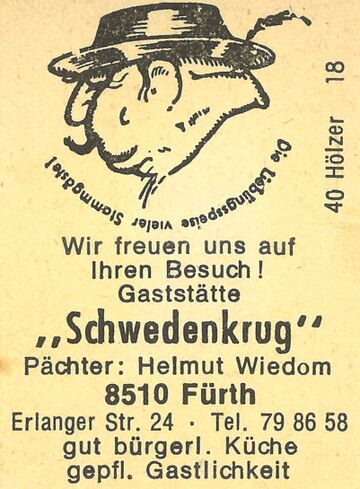 Die Lieblingsspeise vieler Stammgäste!
40 Hölzer 18
Wir freuen uns auf
Ihren Besuch!
Gaststätte
„Schwedenkrug"
Pächter: Helmut Wiedom
8510 Fürth
Erlanger Str. 24 · Tel. 79 86 58
gut bürgerl. Küche
gepfl. Gastlichkeit